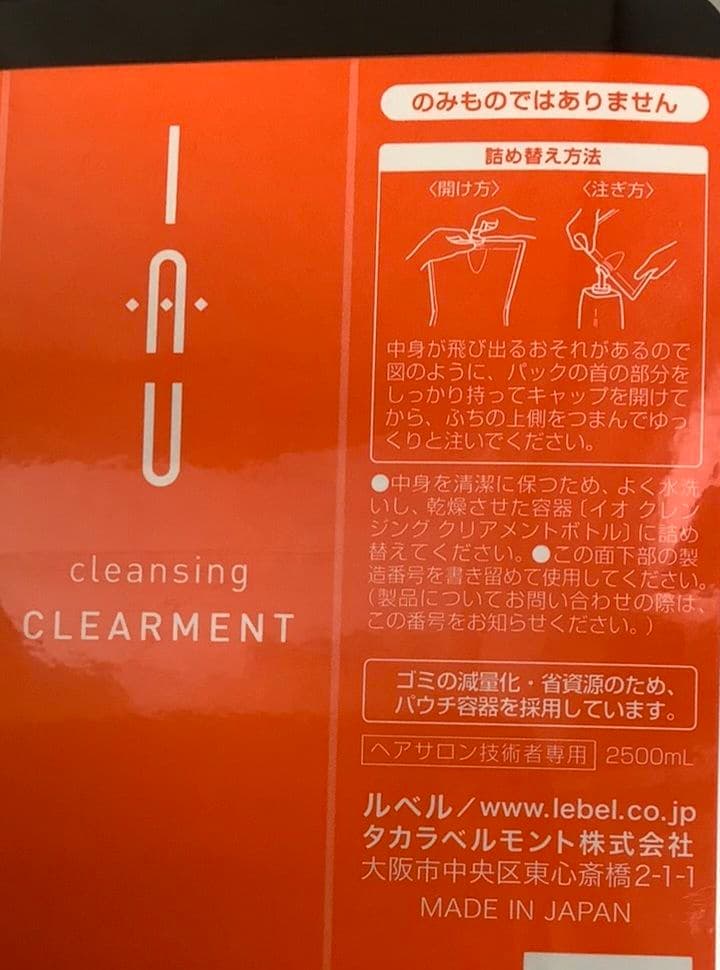 I
·A·
U
cleansing
CLEARMENT
のみものではありません
詰め替え方法
〈開け方〉 〈注ぎ方〉
中身が飛び出るおそれがあるので
図のように、パックの首の部分を
しっかり持ってキャップを開けて
から、ふちの上側をつまんでゆっ
くりと注いでください。
●中身を清潔に保つため、よく水洗
いし、乾燥させた容器〔イオ クレン
ジング クリアメントボトル〕に詰め
替えてください。●この面下部の製
造番号を書き留めて使用してください。
(製品についてお問い合わせの際は、
この番号をお知らせください。)
ゴミの減量化・省資源のため、
パウチ容器を採用しています。
ヘアサロン技術者専用 2500mL
ルベル/www.lebel.co.jp
タカラベルモント株式会社
大阪市中央区東心斎橋2-1-1
MADE IN JAPAN